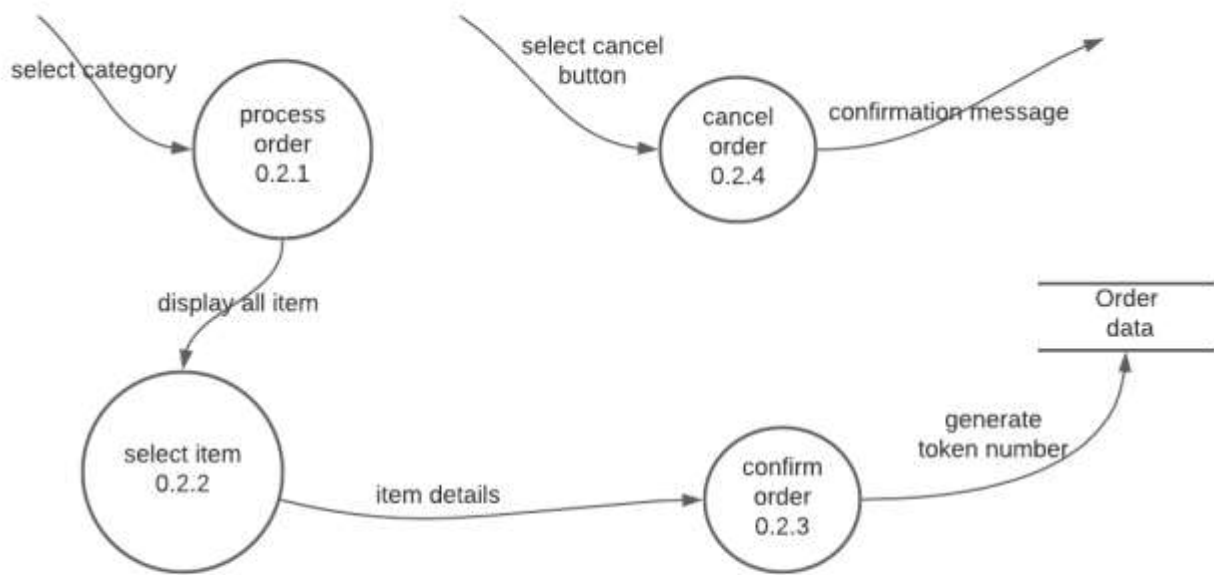 select category
process
order
0.2.1
select cancel
button
cancel
order
0.2.4
confirmation message
display all item
Order
data
select item
0.2.2
item details
confirm
order
0.2.3
generate
token number